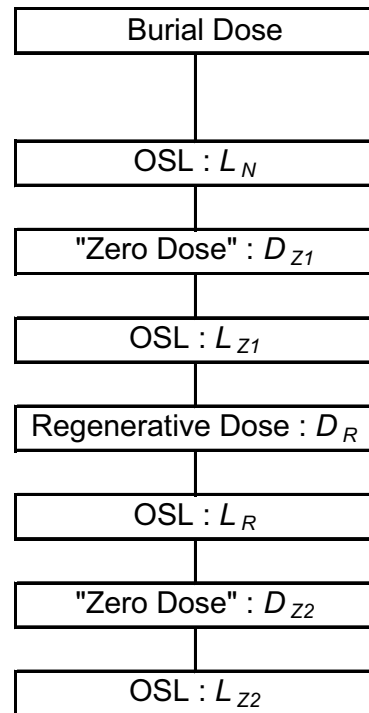 Burial Dose
OSL : L N
"Zero Dose" : D Z1
OSL : L Z1
Regenerative Dose : D R
OSL : L R
"Zero Dose" : D Z2
OSL : L Z2